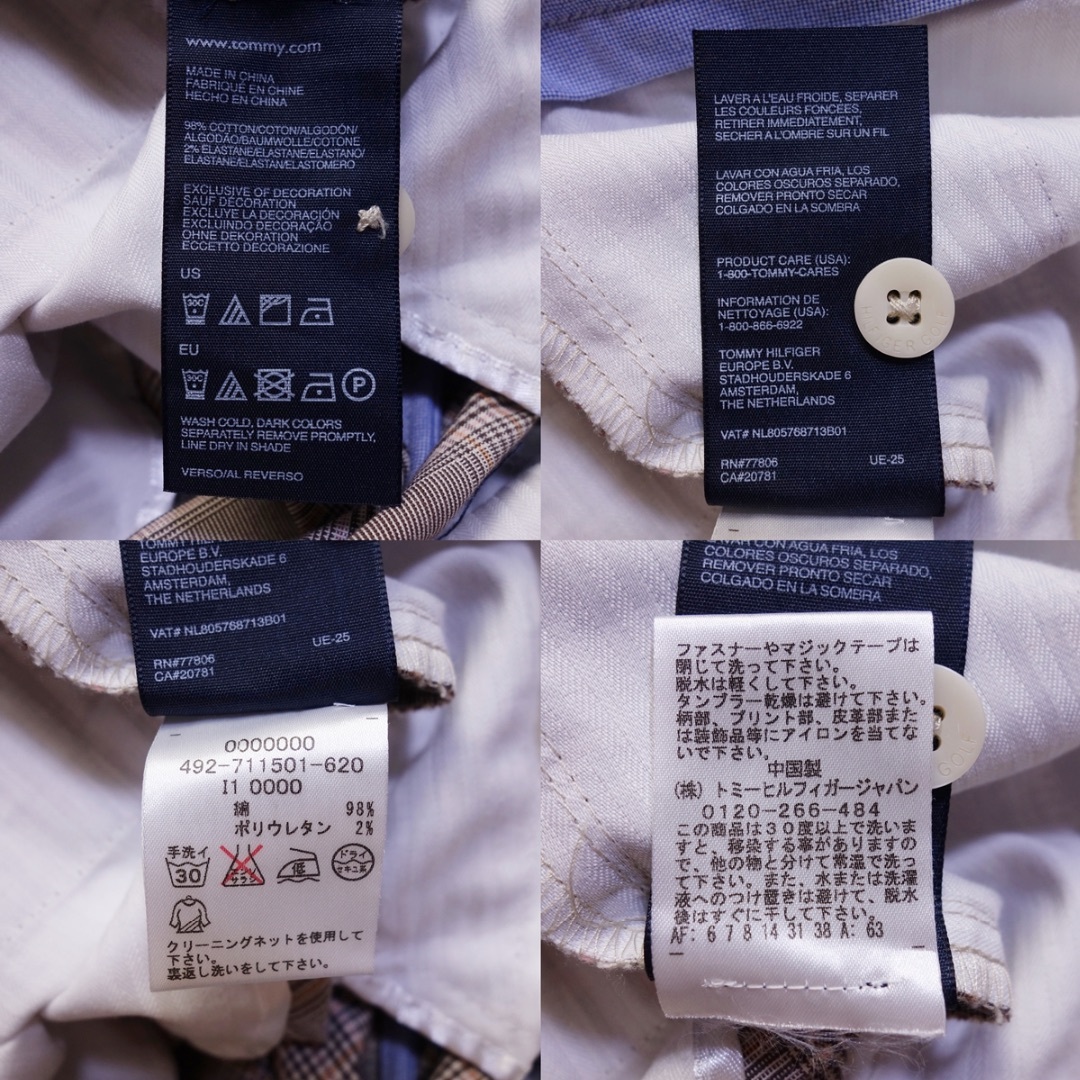 www.tommy.com
MADE IN CHINA
FABRIQUÉ EN CHINE
HECHO EN CHINA
98% COTTON/COTON/ALGODÓN/
ALGODÃO/BAUMWOLLE/COTONE
2% ELASTANE/ELASTANE/ELASTANO/
ELASTANE/ELASTAN/ELASTOMERO
EXCLUSIVE OF DECORATION
SAUF DÉCORATION
EXCLUYE LA DECORACIÓN
EXCLUINDO DECORAÇÃO
OHNE DEKORATION
ECCETTO DECORAZIONE
US
30C
EU
30C P
WASH COLD, DARK COLORS
SEPARATELY REMOVE PROMPTLY,
LINE DRY IN SHADE
VERSO/AL REVERSO
LAVER A L'EAU FROIDE, SEPARER
LES COULEURS FONCÉES,
RETIRER IMMEDIATEMENT,
SECHER A L'OMBRE SUR UN FIL
LAVAR CON AGUA FRIA, LOS
COLORES OSCUROS SEPARADO,
REMOVER PRONTO SECAR
COLGADO EN LA SOMBRA
PRODUCT CARE (USA):
1-800-TOMMY-CARES
INFORMATION DE
NETTOYAGE (USA):
1-800-866-6922
TOMMY HILFIGER
EUROPE B.V.
STADHOUDERSKADE 6
AMSTERDAM,
THE NETHERLANDS
VAT# NL805768713B01
RN#77806 UE-25
CA#20781
TOMMY HILFIGER
EUROPE B.V.
STADHOUDERSKADE 6
AMSTERDAM,
THE NETHERLANDS
VAT# NL805768713B01
UE-25
RN#77806
CA#20781
0000000
492-711501-620
I1 0000
綿 98%
ポリウレタン 2%
手洗イ
30 エンソサラシ 低 ドライ セキユ系
クリーニングネットを使用して
下さい。
裏返し洗いをして下さい。
LAVAR CON AGUA FRIA, LOS
COLORES OSCUROS SEPARADO,
REMOVER PRONTO SECAR
COLGADO EN LA SOMBRA
ファスナーやマジックテープは
閉じて洗って下さい。
脱水は軽くして下さい。
タンブラー乾燥は避けて下さい。
柄部、プリント部、皮革部また
は装飾品等にアイロンを当てな
いで下さい。
中国製
(株) トミーヒルフィガージャパン
0120-266-484
この商品は30度以上で洗いま
すと、移染する事がありますの
で、他の物と分けて常温で洗っ
て下さい。また、水または洗濯
液へのつけ置きは避けて、脱水
後はすぐに干して下さい。
AF: 6 7 8 14 31 38 A: 63
GOLF